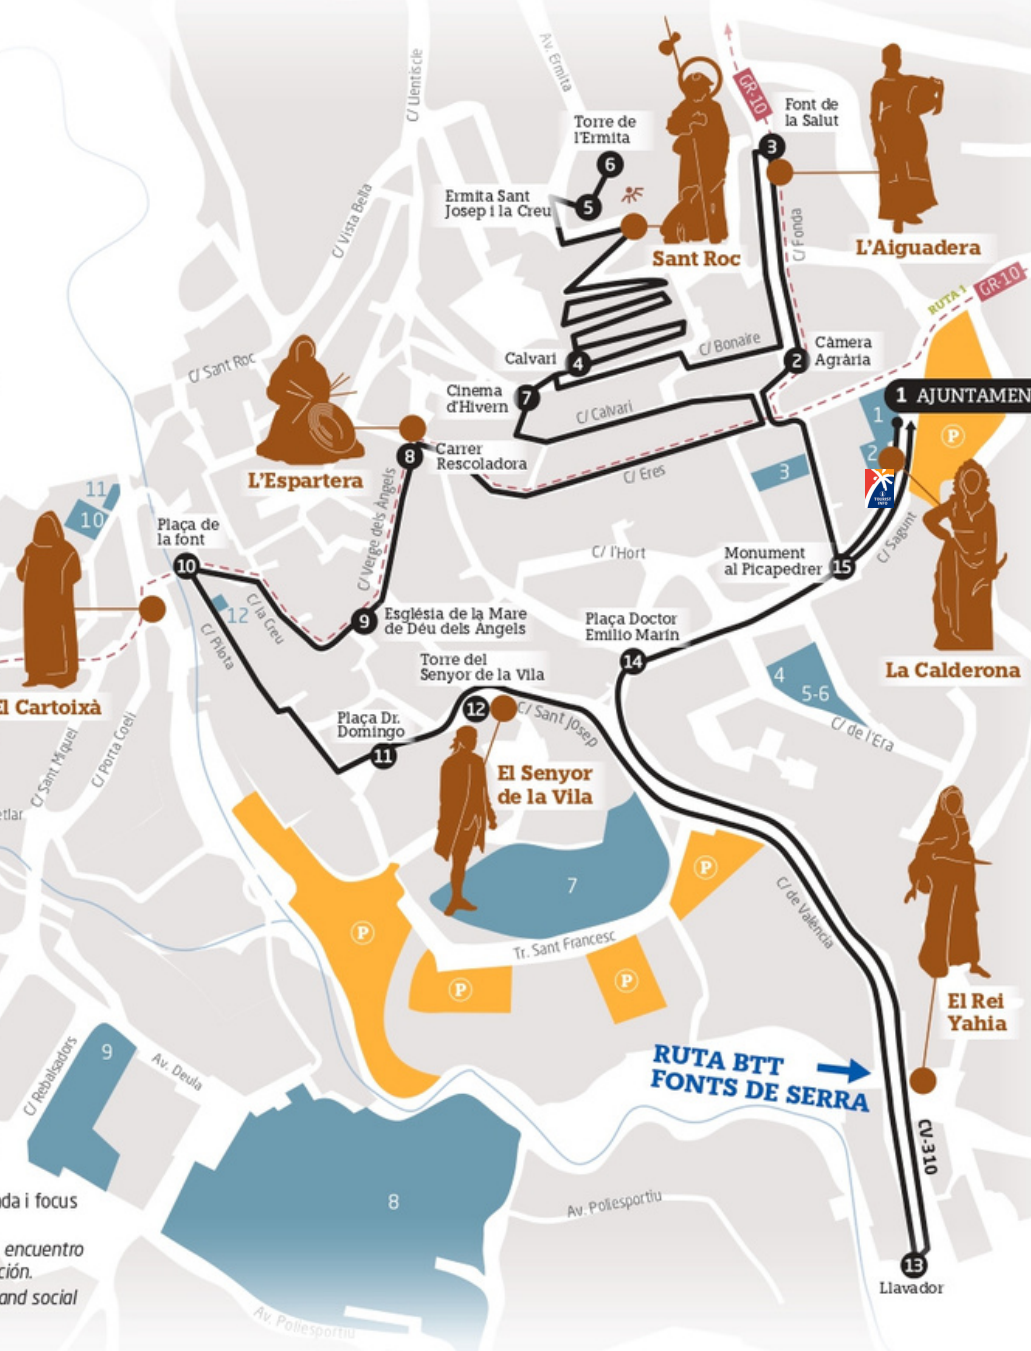 C/ Llentiscle
Av. Ermita
GR-10
Font de
la Salut
3
Torre de
l'Ermita
6
Ermita Sant
Josep i la Creu
5
C/ Vista Bella
C/ Fonda
Sant Roc
L'Aiguadera
RUTA 1
GR-10
C/ Sant Roc
Calvari
4
C/ Bonaire
Càmera
Agrària
2
Cinema
d'Hivern
7
C/ Calvari
1 AJUNTAMEN
1
P
2
TOURIST
INFO
L'Espartera
8
Carrer
Rescoladora
C/ Eres
3
11
10
Plaça de
la font
10
C/ Verge dels Àngels
C/ l'Hort
Monument
al Picapedrer
15
C/ Sagunt
12
C/ la Creu
C/ Pilota
9
Església de la Mare
de Déu dels Àngels
Plaça Doctor
Emilio Marín
14
La Calderona
El Cartoixà
Torre del
Senyor de la Vila
12
C/ Sant Josep
4
5-6
C/ de l'Era
Plaça Dr.
Domingo
11
C/ Sant Miquel
C/ Porta Coeli
etlar
El Senyor
de la Vila
7
P
C/ de València
P
Tr. Sant Francesc
P
P
El Rei
Yahia
RUTA BTT
FONTS DE SERRA
CV-310
C/ Rebalsadors
9
Av. Deula
8
Av. Poliesportiu
da i focus
encuentro
ción.
and social
13
Llavador
Av. Poliesportiu